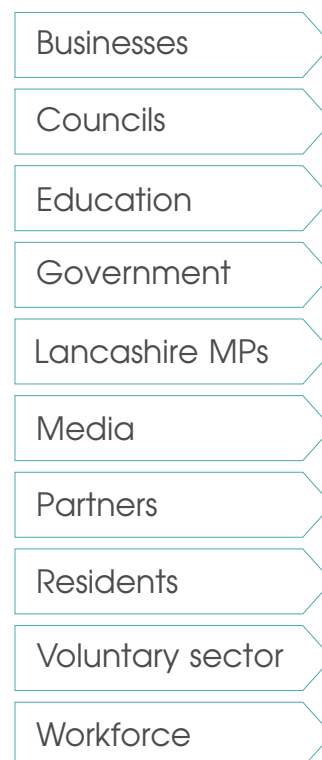 Businesses
Councils
Education
Government
Lancashire MPs
Media
Partners
Residents
Voluntary sector
Workforce